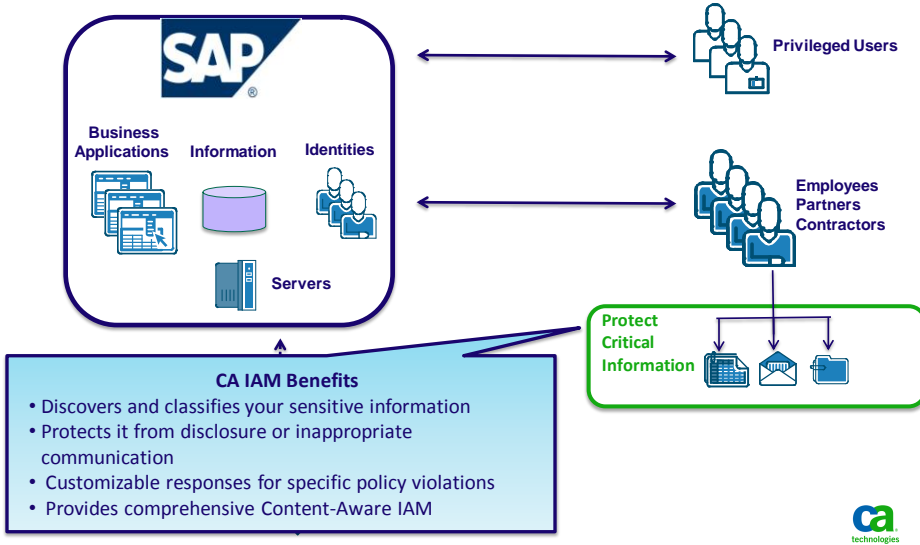 SAP
®
Privileged Users
Business
Applications
Information
Identities
Employees
Partners
Contractors
Servers
Protect
Critical
Information
CA IAM Benefits
• Discovers and classifies your sensitive information
• Protects it from disclosure or inappropriate
communication
• Customizable responses for specific policy violations
• Provides comprehensive Content-Aware IAM
ca
technologies